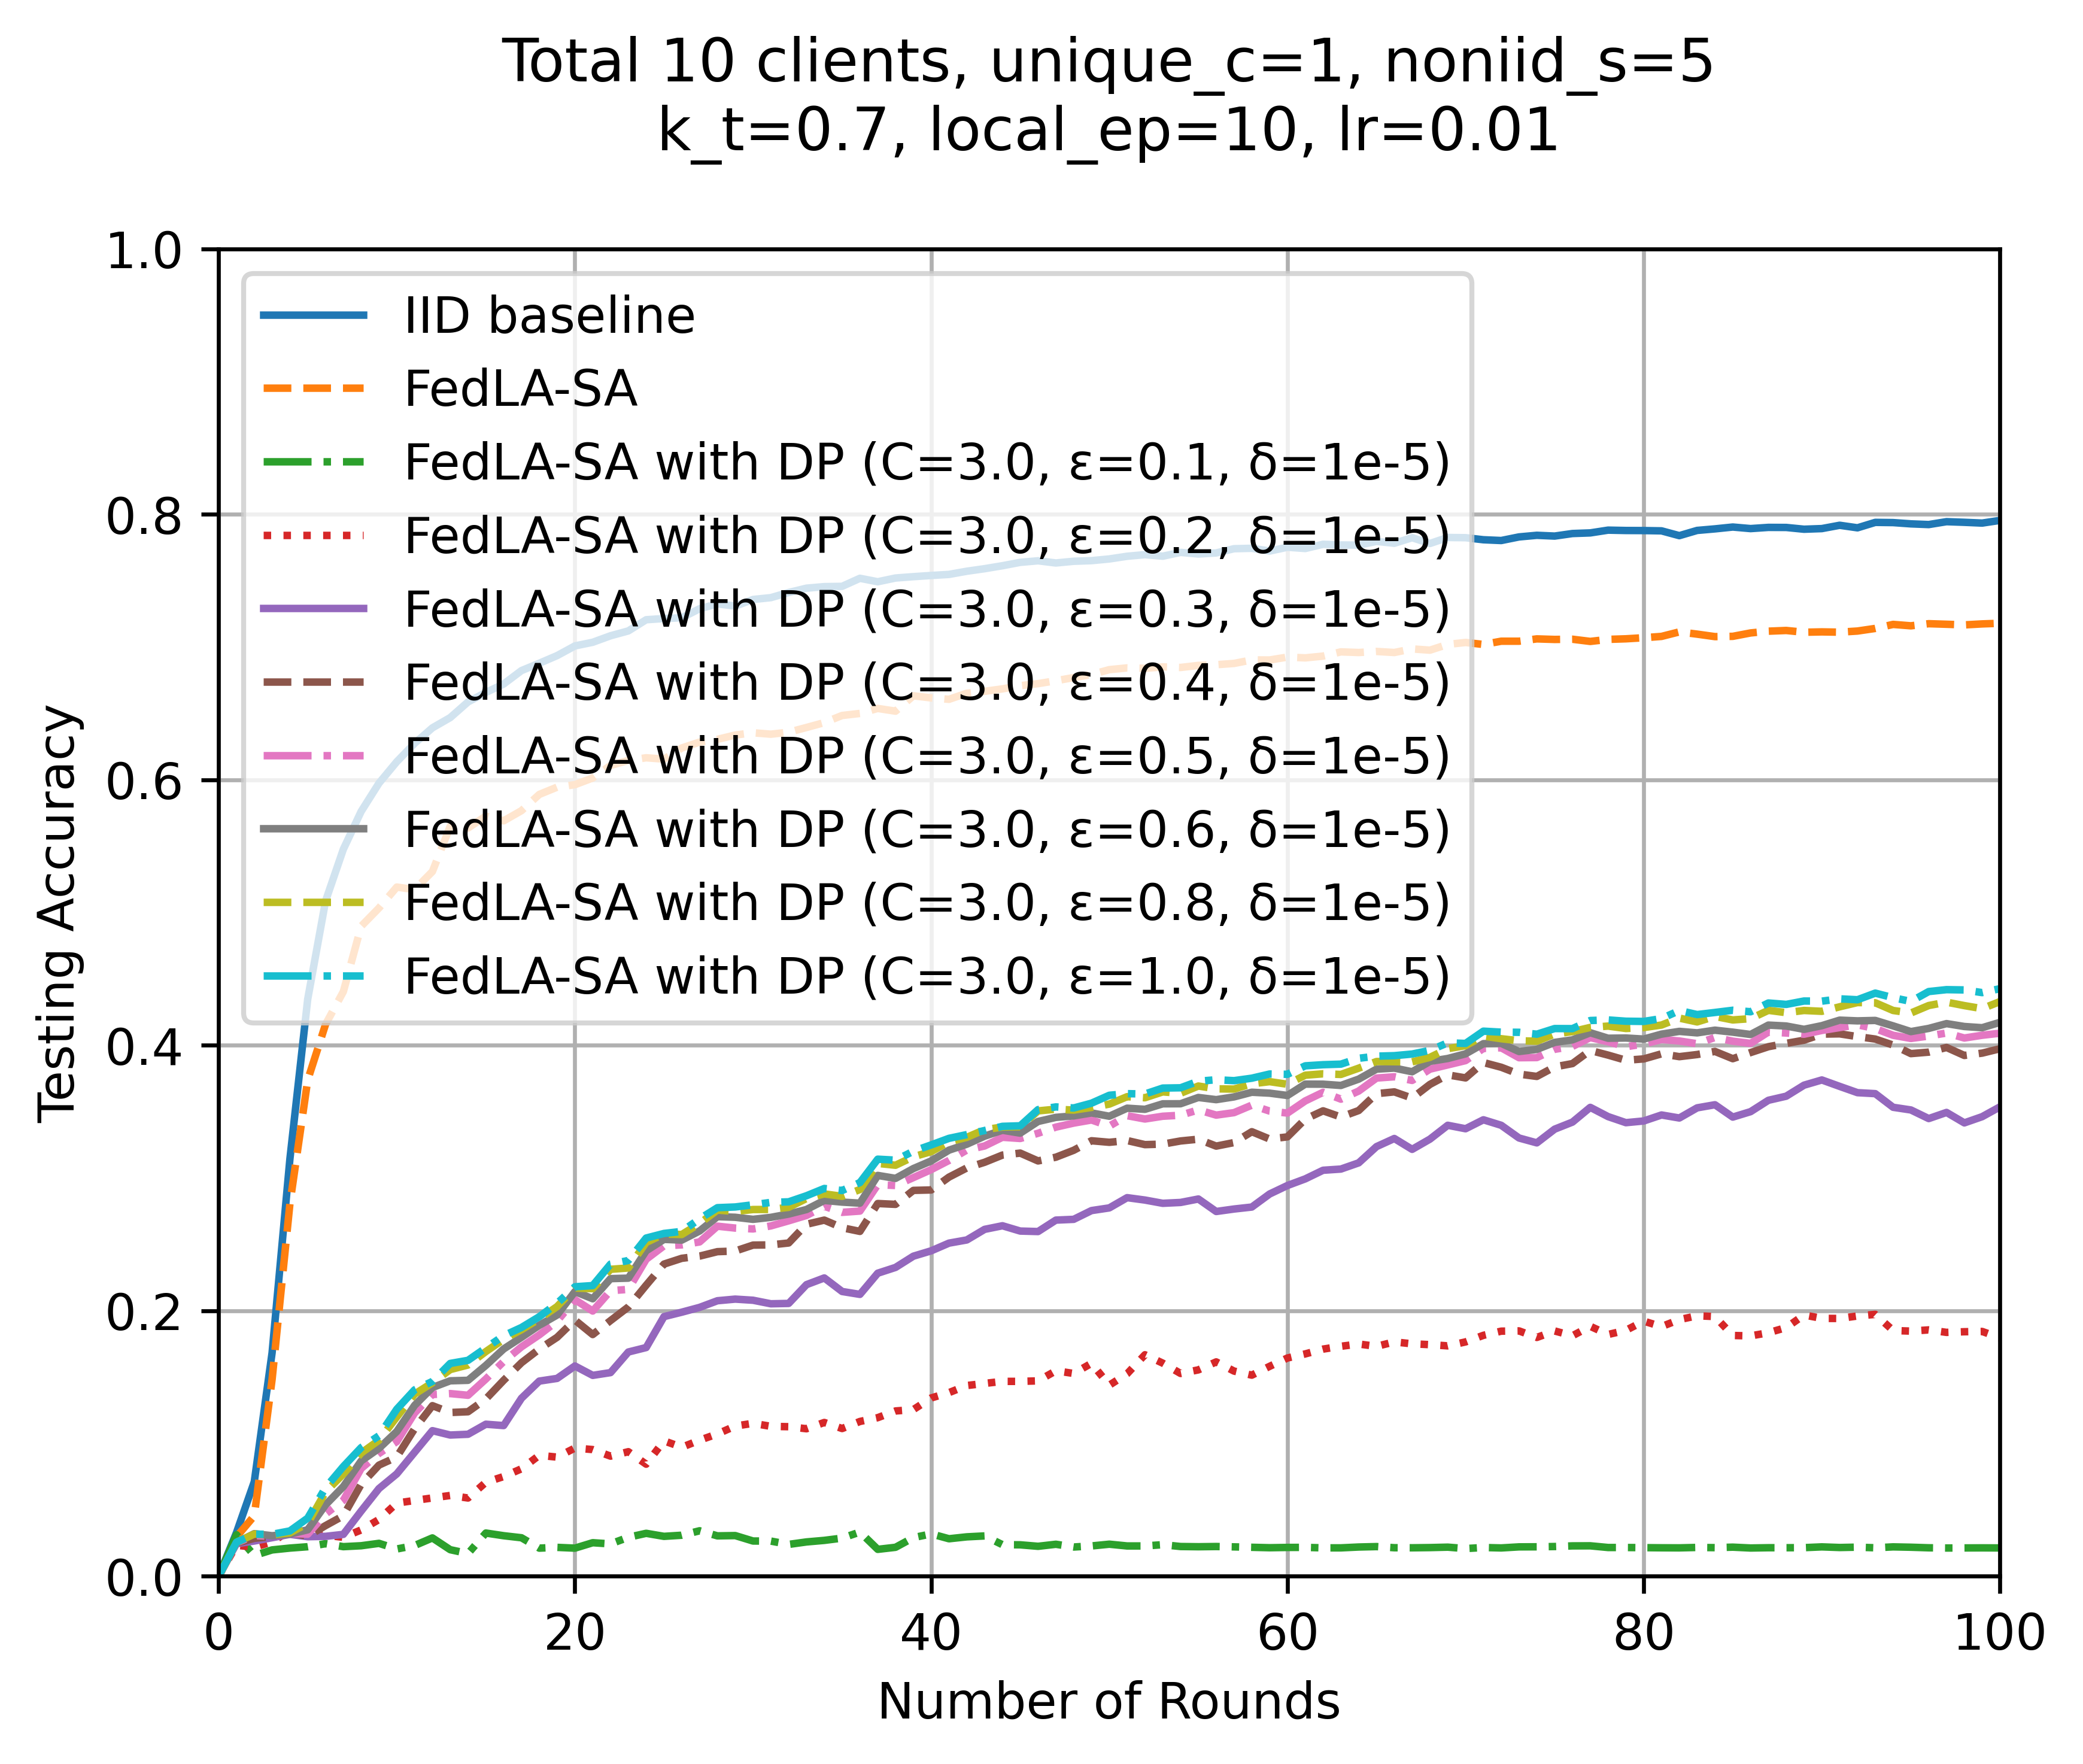 Total 10 clients, unique_c=1, noniid_s=5
k_t=0.7, local_ep=10, lr=0.01
1.0
0.8
0.6
0.4
0.2
0.0
Testing Accuracy
IID baseline
FedLA-SA
FedLA-SA with DP (C=3.0, ε=0.1, δ=1e-5)
FedLA-SA with DP (C=3.0, ε=0.2, δ=1e-5)
FedLA-SA with DP (C=3.0, ε=0.3, δ=1e-5)
FedLA-SA with DP (C=3.0, ε=0.4, δ=1e-5)
FedLA-SA with DP (C=3.0, ε=0.5, δ=1e-5)
FedLA-SA with DP (C=3.0, ε=0.6, δ=1e-5)
FedLA-SA with DP (C=3.0, ε=0.8, δ=1e-5)
FedLA-SA with DP (C=3.0, ε=1.0, δ=1e-5)
0 20 40 60 80 100
Number of Rounds